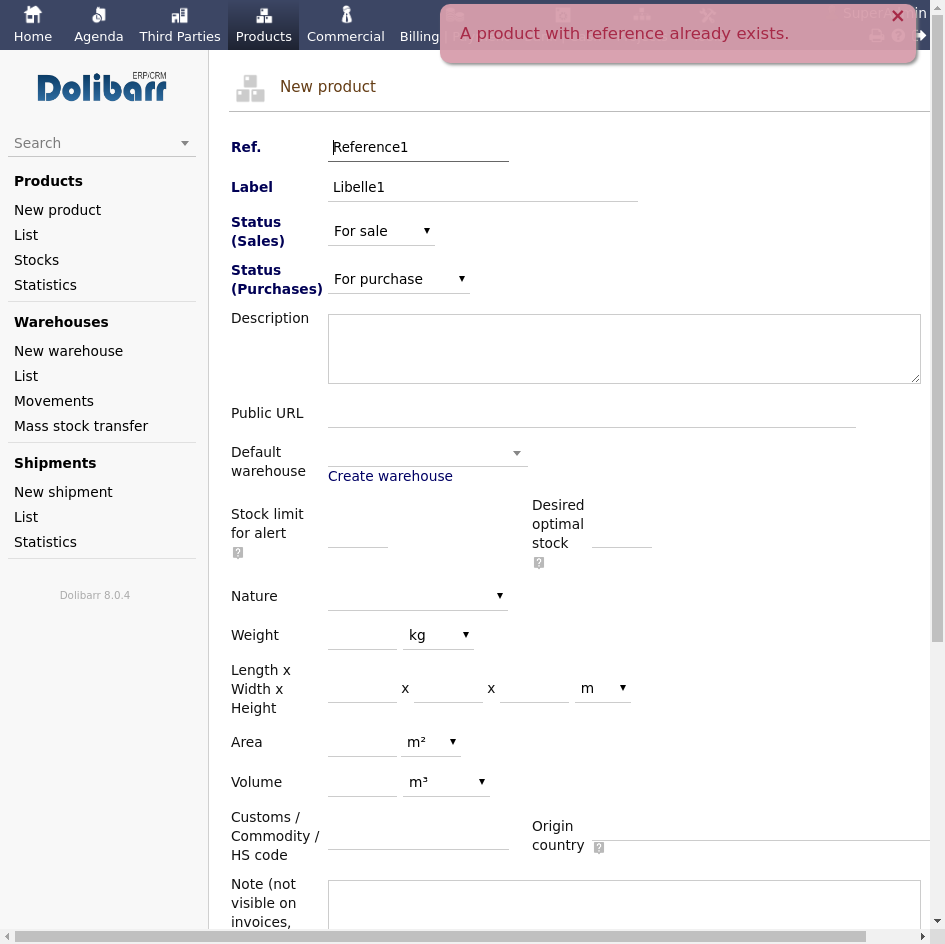 Home
Agenda
Third Parties
Products
Commercial
Billing
A product with reference already exists.
ERP/CRM
Dolibarr
Search
Products
New product
List
Stocks
Statistics
Warehouses
New warehouse
List
Movements
Mass stock transfer
Shipments
New shipment
List
Statistics
Dolibarr 8.0.4
New product
Ref.
Reference1
Label
Libelle1
Status
(Sales)
For sale
Status
(Purchases)
For purchase
Description
Public URL
Default
warehouse
Create warehouse
Stock limit
for alert
?
Desired
optimal
stock
?
Nature
Weight
kg
Length x
Width x
Height
x
x
m
Area
m²
Volume
m³
Customs /
Commodity /
HS code
Origin
country
?
Note (not
visible on
invoices,